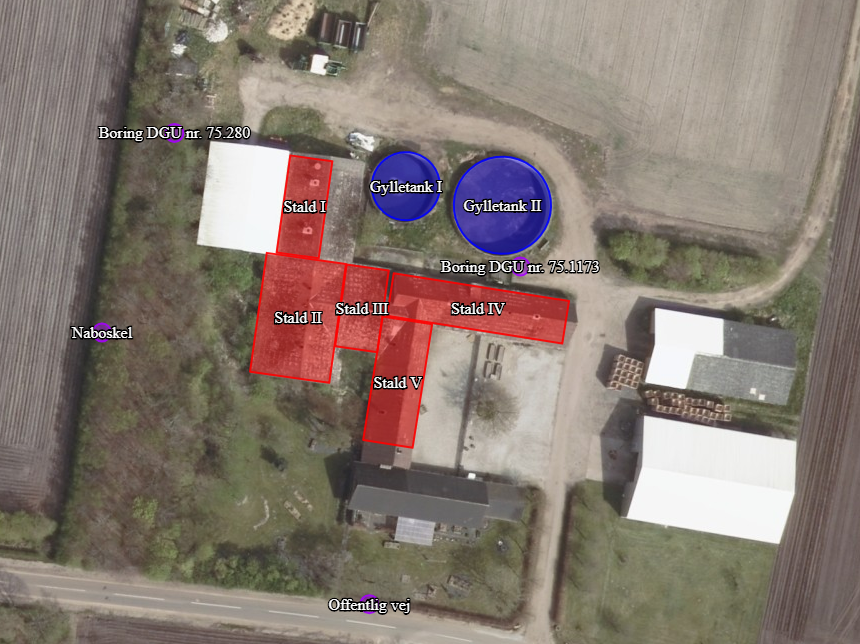 Boring DGU nr. 75.280
Gylletank I
Stald I
Gylletank II
Boring DGU nr. 75.1173
Stald III
Stald IV
Stald II
Naboskel
Stald V
Offentlig vej